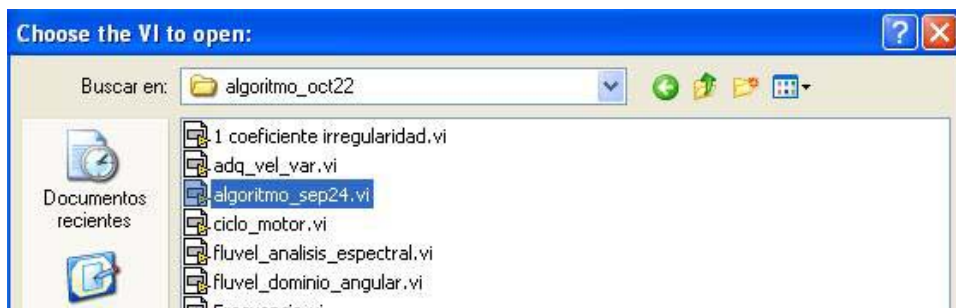 Choose the VI to open:
Buscar en: algoritmo_oct22
1 coeficiente irregularidad.vi
adq_vel_var.vi
algoritmo_sep24.vi
ciclo_motor.vi
fluvel_analisis_espectral.vi
fluvel_dominio_angular.vi
Documentos
recientes